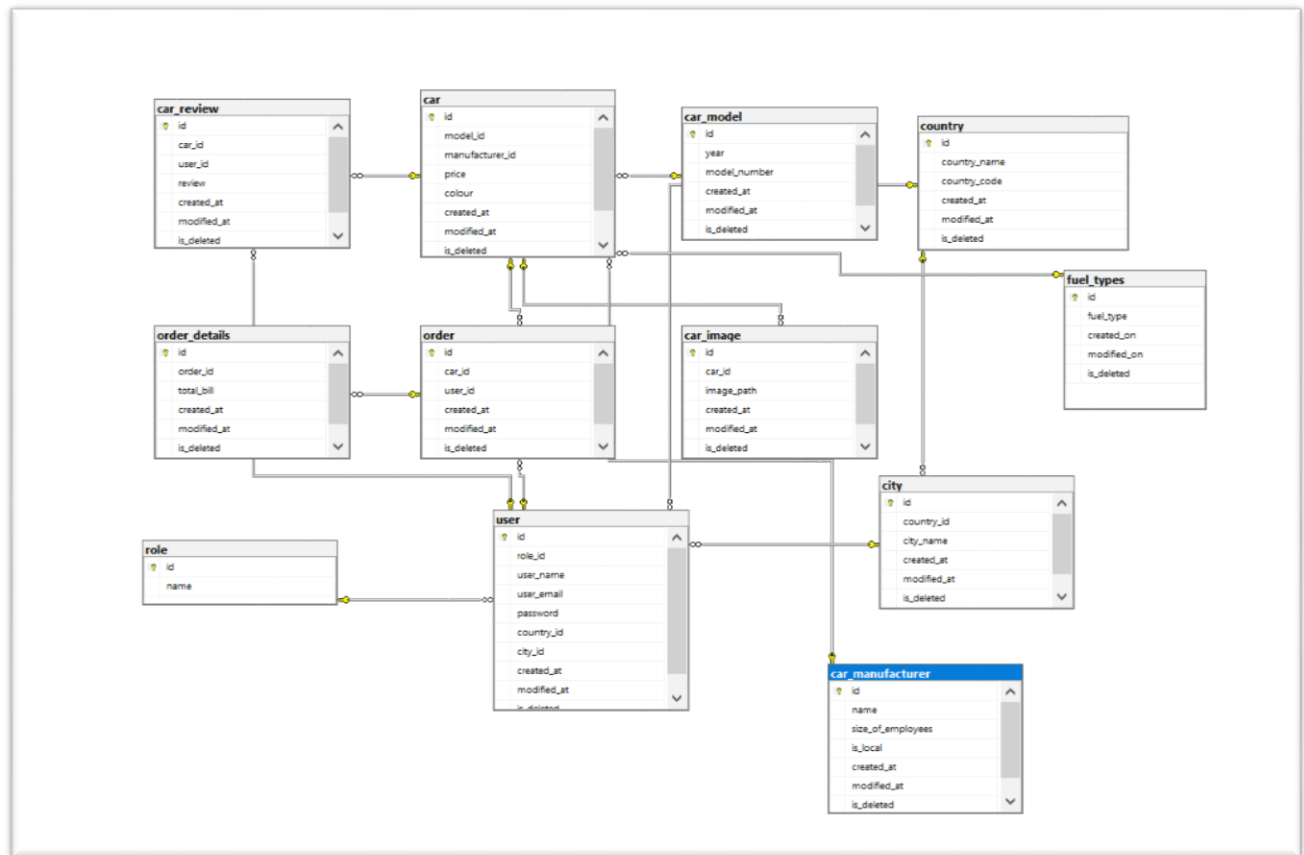 car_review
id
car_id
user_id
review
created_at
modified_at
is_deleted
car
id
model_id
manufacturer_id
price
colour
created_at
modified_at
is_deleted
car_model
id
year
model_number
created_at
modified_at
is_deleted
country
id
country_name
country_code
created_at
modified_at
is_deleted
fuel_types
id
fuel_type
created_on
modified_on
is_deleted
order_details
id
order_id
total_bill
created_at
modified_at
is_deleted
order
id
car_id
user_id
created_at
modified_at
is_deleted
car_image
id
car_id
image_path
created_at
modified_at
is_deleted
city
id
country_id
city_name
created_at
modified_at
is_deleted
role
id
name
user
id
role_id
user_name
user_email
password
country_id
city_id
created_at
modified_at
is_deleted
car_manufacturer
id
name
size_of_employees
is_local
created_at
modified_at
is_deleted